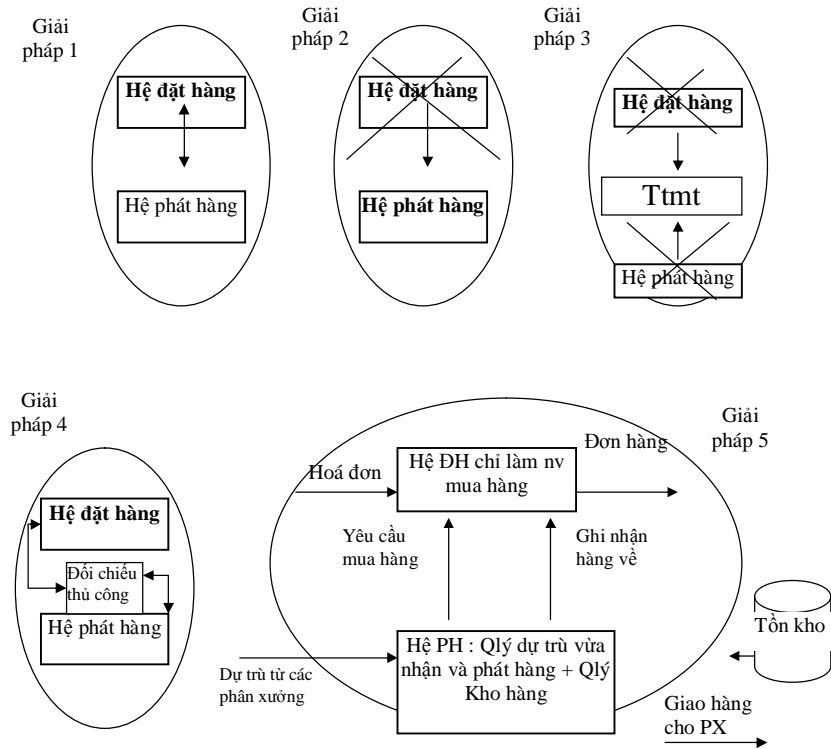 Giải
pháp 1
Hệ đặt hàng
Hệ phát hàng
Giải
pháp 2
Hệ đặt hàng
Hệ phát hàng
Giải
pháp 3
Hệ đặt hàng
Ttmt
Hệ phát hàng
Giải
pháp 4
Hệ đặt hàng
Đối chiếu
thủ công
Hệ phát hàng
Giải
pháp 5
Đơn hàng
Hoá đơn
Hệ ĐH chỉ làm nv
mua hàng
Yêu cầu
mua hàng
Ghi nhận
hàng về
Tồn kho
Hệ PH : Qlý dự trù vừa
nhận và phát hàng + Qlý
Kho hàng
Dự trù từ các
phân xưởng
Giao hàng
cho PX